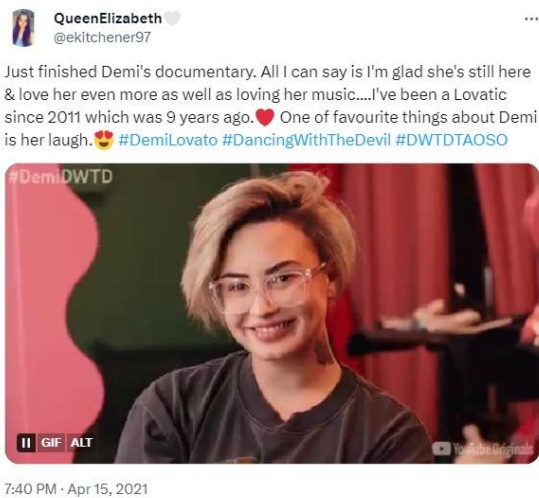 QueenElizabeth🤍
@ekitchener97
Just finished Demi's documentary. All I can say is I'm glad she's still here
& love her even more as well as loving her music....I've been a Lovatic
since 2011 which was 9 years ago.❤️ One of favourite things about Demi
is her laugh.😍 #DemiLovato #DancingWithTheDevil #DWTDTAOSO
#DemiDWTD
GIF ALT
YouTube Originals
7:40 PM · Apr 15, 2021